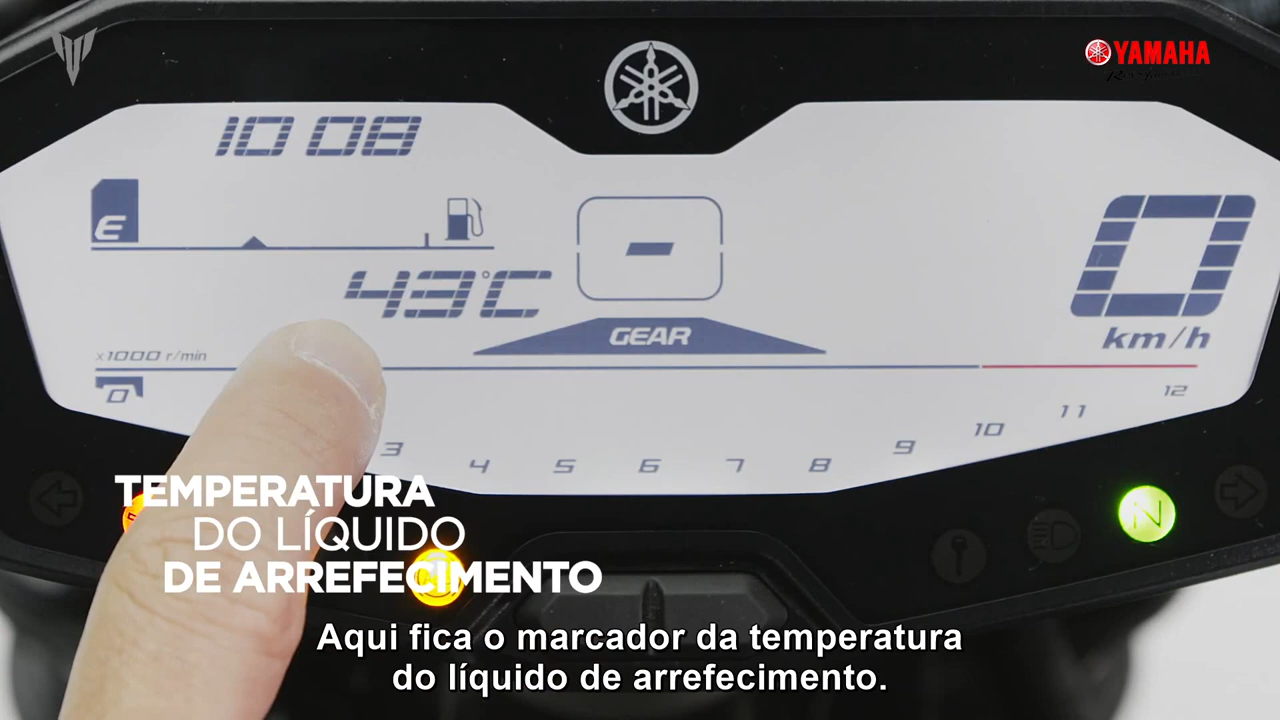 YAMAHA
10 08
E
43°C
GEAR
km/h
x1000 r/min
0
3 4 5 6 7 8 9 10 11 12
N
TEMPERATURA
DO LÍQUIDO
DE ARREFECIMENTO
Aqui fica o marcador da temperatura
do líquido de arrefecimento.